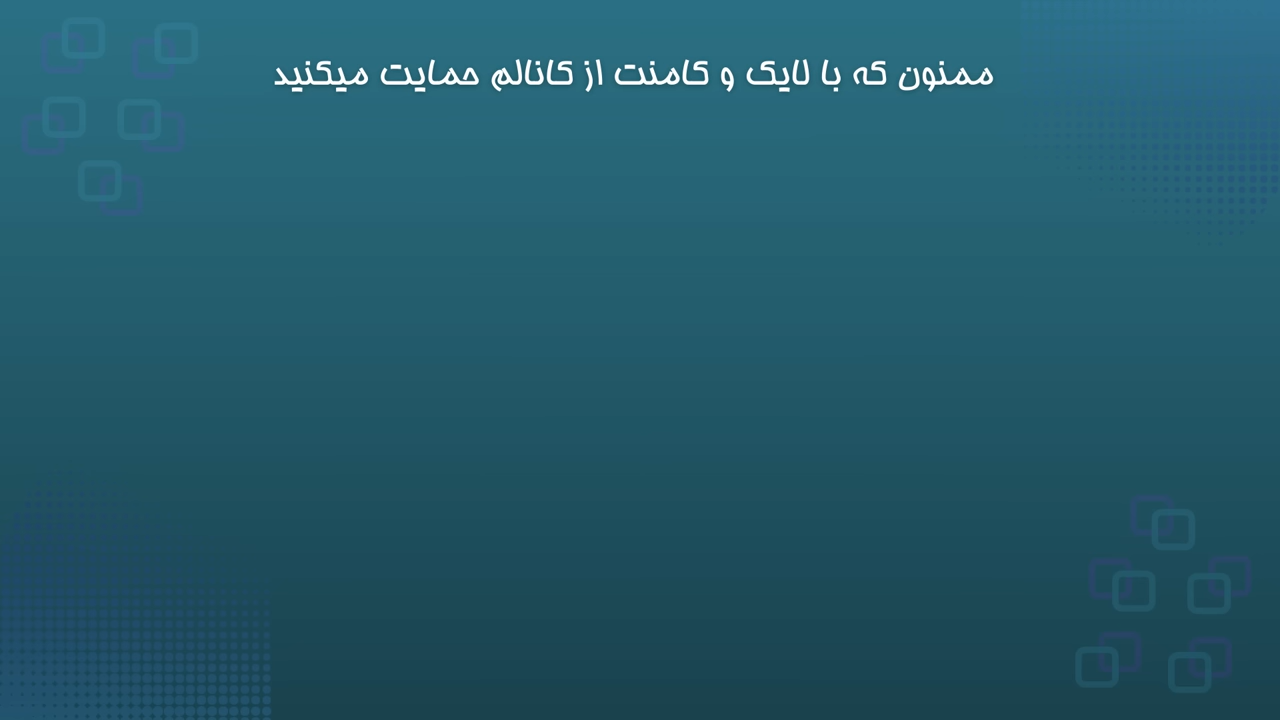 ممنون که با لایک و کامنت از کانالم حمایت میکنید